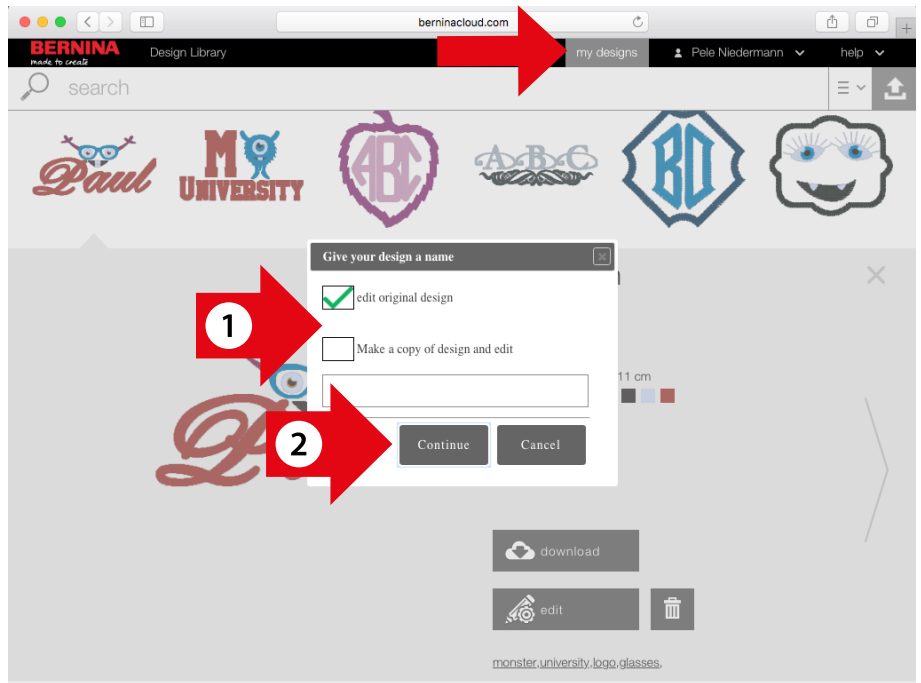 berninacloud.com
BERNINA
made to create
Design Library
my designs
Pele Niedermann
help
search
Paul
M
UNIVERSITY
ABC
A B C
BD
Give your design a name
edit original design
1
Make a copy of design and edit
11 cm
2
Continue
Cancel
download
edit
monster,university,logo,glasses,